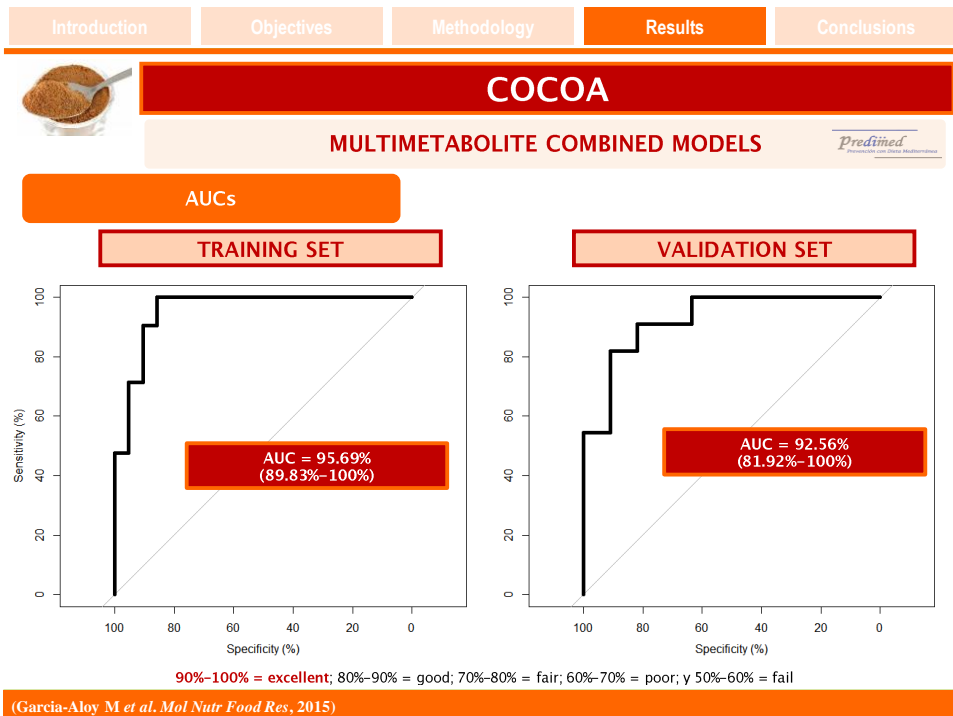 Introduction
Objectives
Methodology
Results
Conclusions
COCOA
MULTIMETABOLITE COMBINED MODELS
Predimed
Prevención con Dieta Mediterránea
AUCs
TRAINING SET
VALIDATION SET
Sensitivity (%)
100
80
60
40
20
0
AUC = 95.69%
(89.83%-100%)
100
80
60
40
20
0
Specificity (%)
100
80
60
40
20
0
AUC = 92.56%
(81.92%-100%)
100
80
60
40
20
0
Specificity (%)
90%-100% = excellent; 80%-90% = good; 70%-80% = fair; 60%-70% = poor; y 50%-60% = fail
(Garcia-Aloy M et al. Mol Nutr Food Res, 2015)